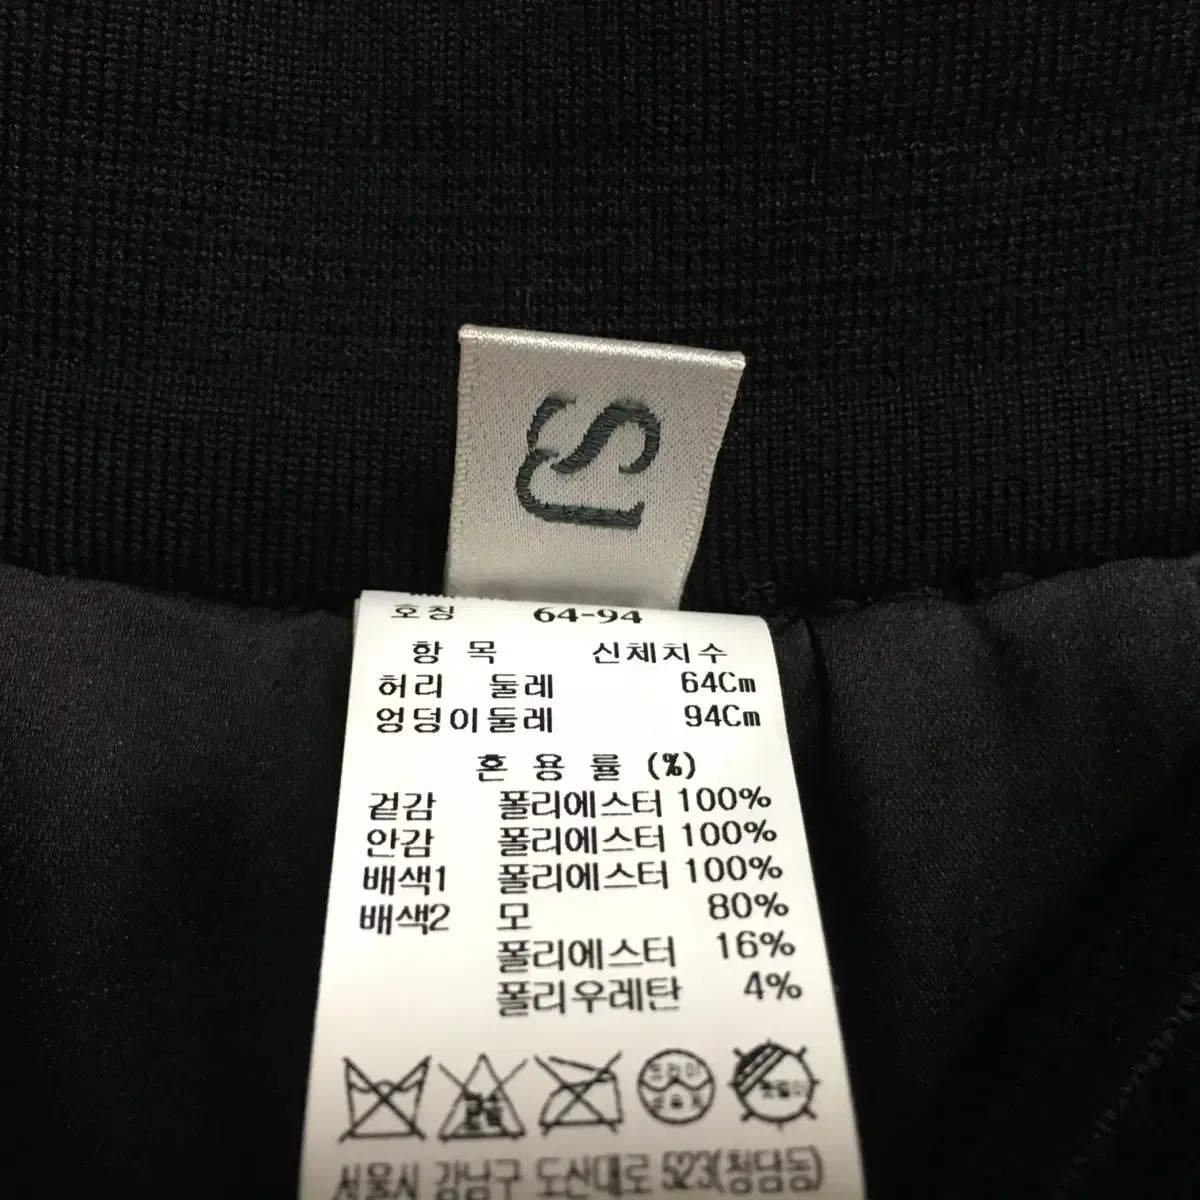 SJ
호칭 64-94
항 목 신체치수
허리 둘레 64Cm
엉덩이둘레 94Cm
혼 용 률 (%)
겉감 폴리에스터 100%
안감 폴리에스터 100%
배색1 폴리에스터 100%
배색2 모 80%
폴리에스터 16%
폴리우레탄 4%
드라이
서울시 강남구 도산대로 523(청담동)